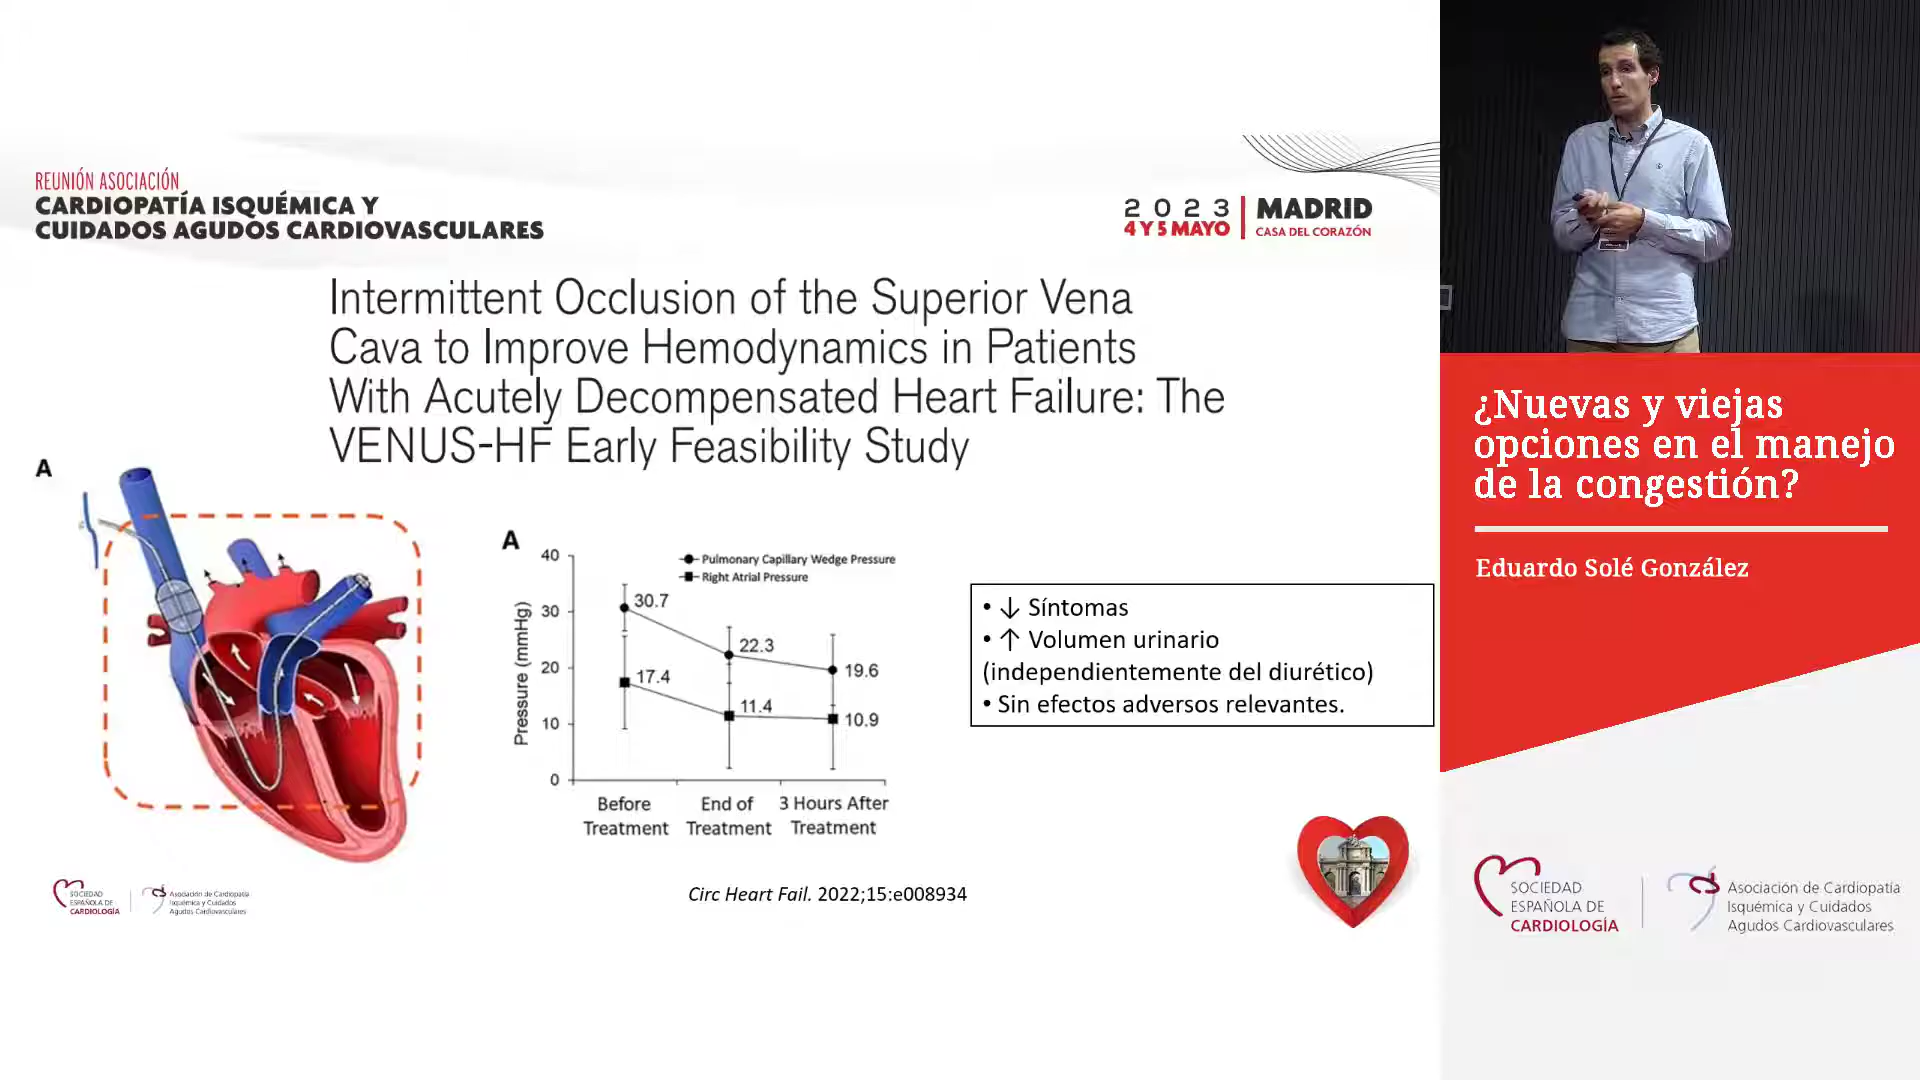 REUNIÓN ASOCIACIÓN
CARDIOPATÍA ISQUÉMICA Y
CUIDADOS AGUDOS CARDIOVASCULARES
2023
4 Y 5 MAYO
MADRID
CASA DEL CORAZÓN
Intermittent Occlusion of the Superior Vena
Cava to Improve Hemodynamics in Patients
With Acutely Decompensated Heart Failure: The
VENUS-HF Early Feasibility Study
A
A
Pulmonary Capillary Wedge Pressure
Right Atrial Pressure
Pressure (mmHg)
40
30
20
10
0
30.7
22.3
19.6
17.4
11.4
10.9
Before
Treatment
End of
Treatment
3 Hours After
Treatment
• ↓ Síntomas
• ↑ Volumen urinario
(independientemente del diurético)
• Sin efectos adversos relevantes.
Circ Heart Fail. 2022;15:e008934
SOCIEDAD
ESPAÑOLA DE
CARDIOLOGÍA
Asociación de Cardiopatía
Isquémica y Cuidados
Agudos Cardiovasculares
¿Nuevas y viejas
opciones en el manejo
de la congestión?
Eduardo Solé González
SOCIEDAD
ESPAÑOLA DE
CARDIOLOGÍA
Asociación de Cardiopatía
Isquémica y Cuidados
Agudos Cardiovasculares